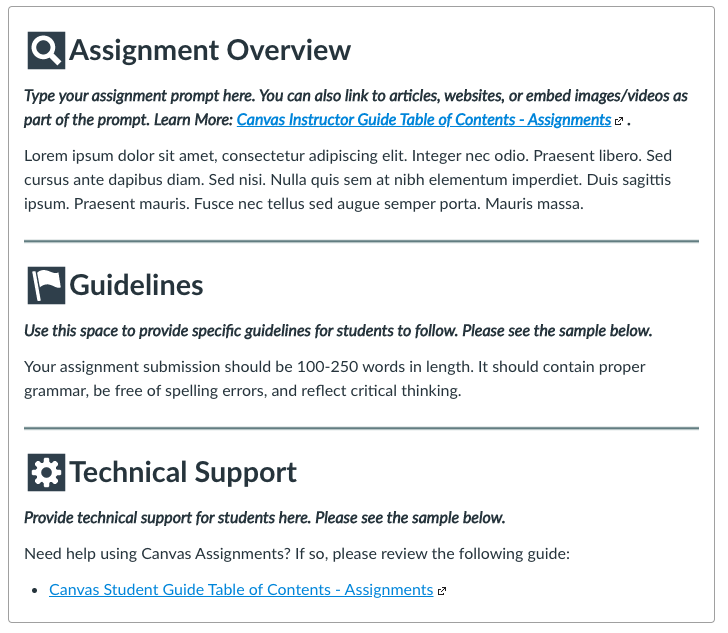 Assignment Overview
Type your assignment prompt here. You can also link to articles, websites, or embed images/videos as
part of the prompt. Learn More: Canvas Instructor Guide Table of Contents - Assignments .
Lorem ipsum dolor sit amet, consectetur adipiscing elit. Integer nec odio. Praesent libero. Sed
cursus ante dapibus diam. Sed nisi. Nulla quis sem at nibh elementum imperdiet. Duis sagittis
ipsum. Praesent mauris. Fusce nec tellus sed augue semper porta. Mauris massa.
Guidelines
Use this space to provide specific guidelines for students to follow. Please see the sample below.
Your assignment submission should be 100-250 words in length. It should contain proper
grammar, be free of spelling errors, and reflect critical thinking.
Technical Support
Provide technical support for students here. Please see the sample below.
Need help using Canvas Assignments? If so, please review the following guide:
• Canvas Student Guide Table of Contents - Assignments